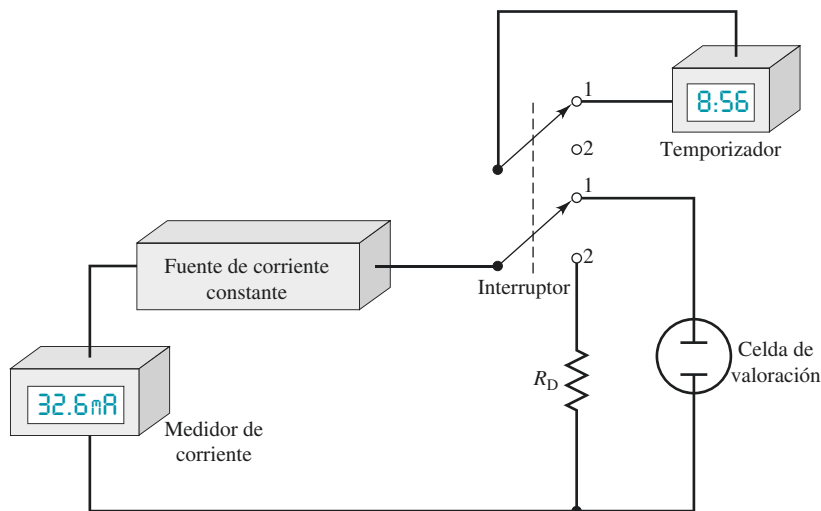 1
8:56
2
Temporizador
1
Fuente de corriente
constante
2
Interruptor
Celda de
valoración
R_D
32.6mA
Medidor de
corriente